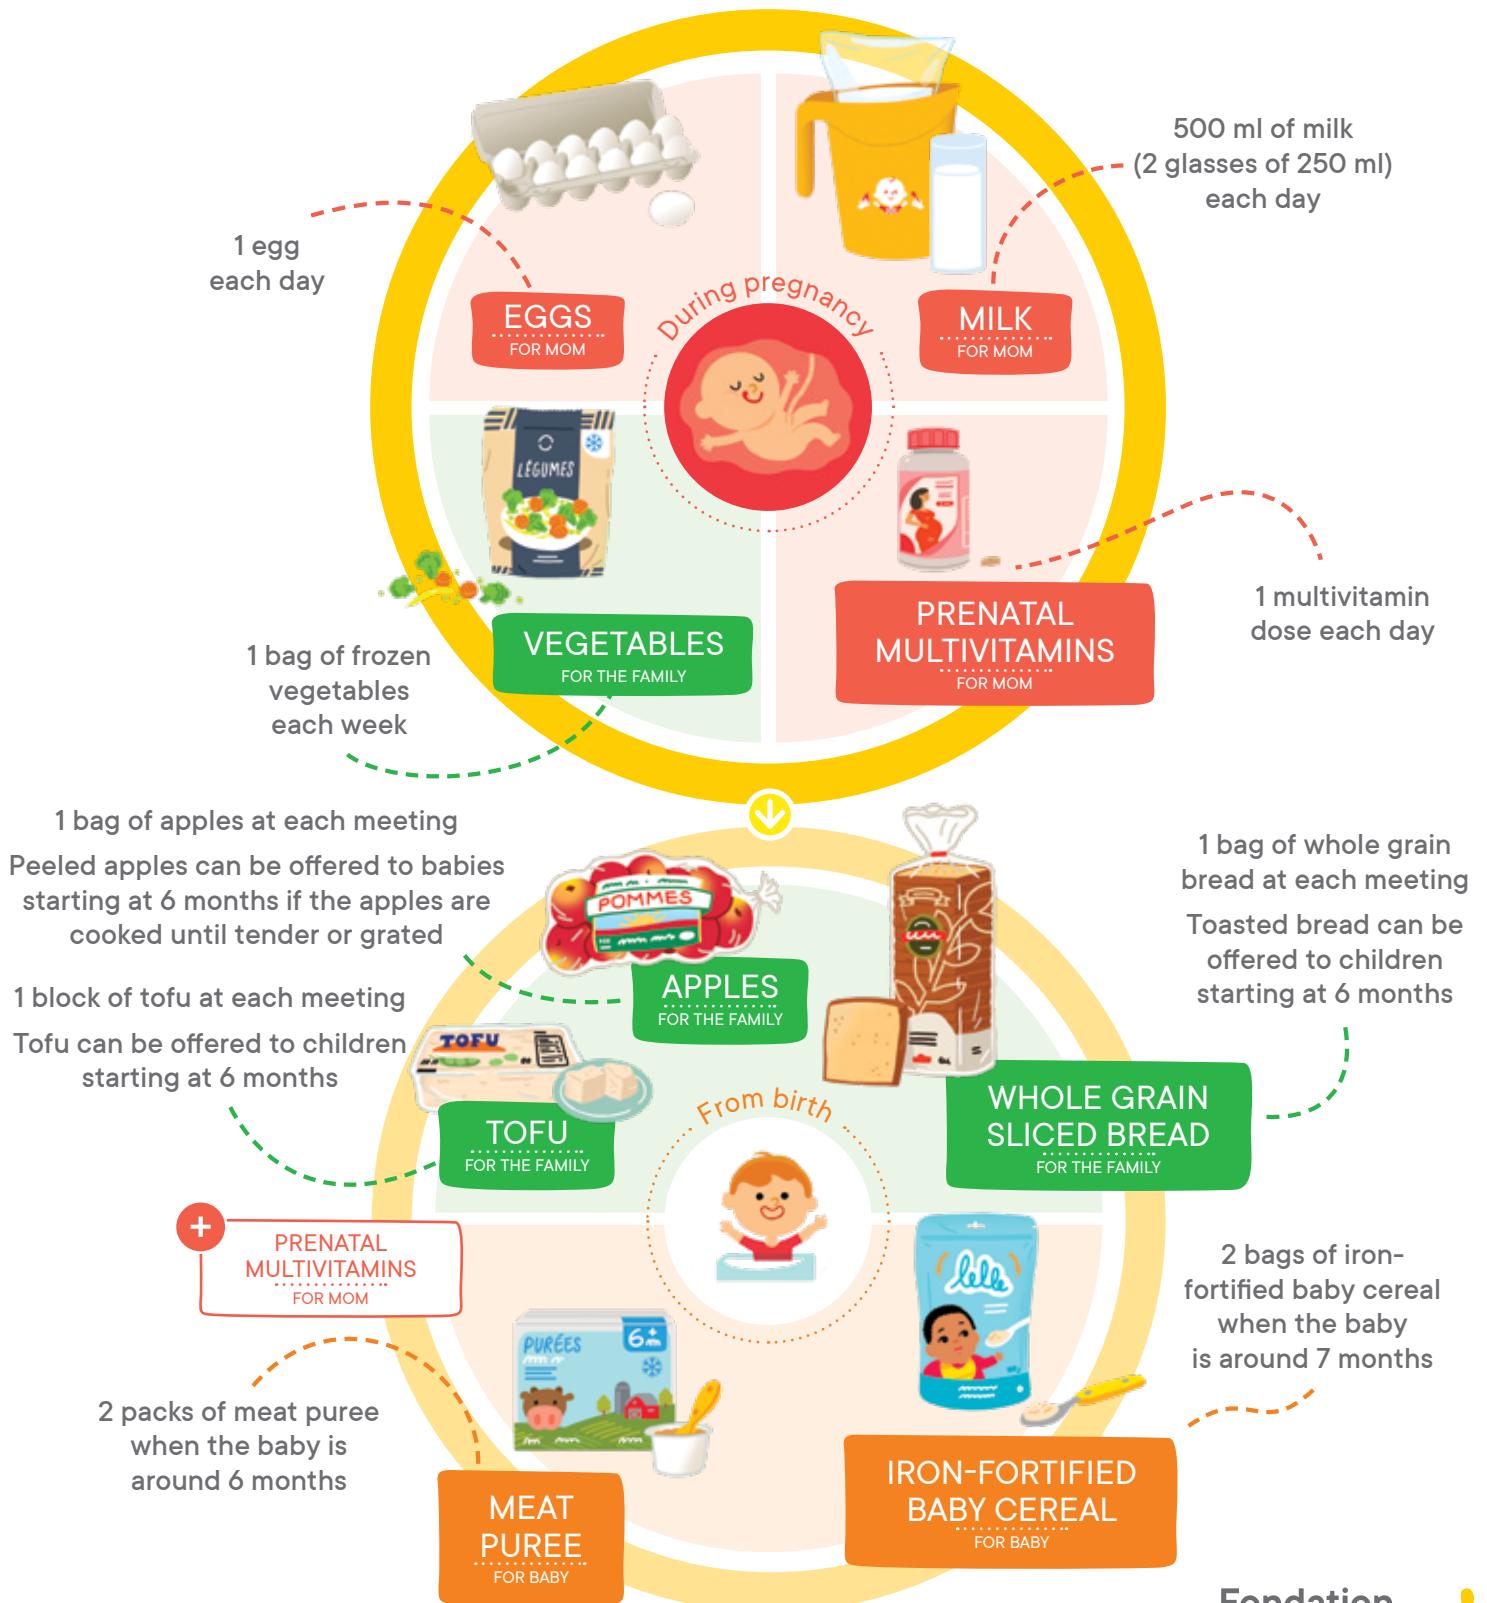 500 ml of milk
(2 glasses of 250 ml)
each day
1 egg
each day
During pregnancy
EGGS
FOR MOM
MILK
FOR MOM
LÉGUMES
1 multivitamin
dose each day
PRENATAL
MULTIVITAMINS
FOR MOM
VEGETABLES
FOR THE FAMILY
1 bag of frozen
vegetables
each week
1 bag of apples at each meeting
Peeled apples can be offered to babies
starting at 6 months if the apples are
cooked until tender or grated
POMMES
APPLES
FOR THE FAMILY
1 bag of whole grain
bread at each meeting
Toasted bread can be
offered to children
starting at 6 months
1 block of tofu at each meeting
Tofu can be offered to children
starting at 6 months
TOFU
TOFU
FOR THE FAMILY
From birth
WHOLE GRAIN
SLICED BREAD
FOR THE FAMILY
PRENATAL
MULTIVITAMINS
FOR MOM
lelle
2 bags of iron-
fortified baby cereal
when the baby
is around 7 months
PURÉES
6+
2 packs of meat puree
when the baby is
around 6 months
MEAT
PUREE
FOR BABY
IRON-FORTIFIED
BABY CEREAL
FOR BABY
Fondation